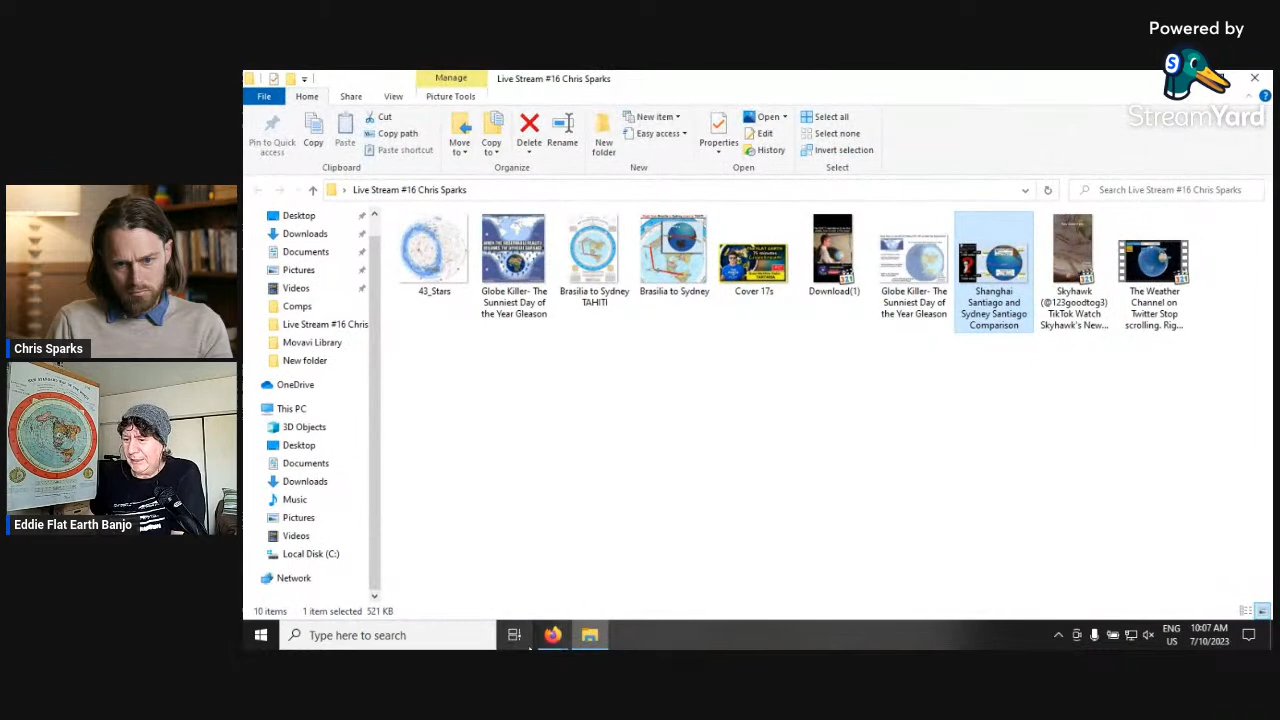 Powered by
S
StreamYard
Manage
Live Stream #16 Chris Sparks
File
Home
Share
View
Picture Tools
Pin to Quick
access
Copy
Paste
Cut
Copy path
Paste shortcut
Clipboard
Move
to
Copy
to
Delete
Rename
Organize
New
folder
New item
Easy access
New
Properties
Open
Edit
History
Open
Select all
Select none
Invert selection
Select
Live Stream #16 Chris Sparks
Search Live Stream #16 Chris Sparks
Desktop
Downloads
Documents
Pictures
Videos
Comps
Live Stream #16 Chris
Movavi Library
New folder
OneDrive
This PC
3D Objects
Desktop
Documents
Downloads
Music
Pictures
Videos
Local Disk (C:)
Network
43_Stars
Globe Killer- The
Sunniest Day of
the Year Gleason
Brasilia to Sydney
TAHITI
Brasilia to Sydney
Cover 17s
Download(1)
Globe Killer- The
Sunniest Day of
the Year Gleason
Shanghai
Santiago and
Sydney Santiago
Comparison
Skyhawk
(@123goodtog3)
TikTok Watch
Skyhawk's New...
The Weather
Channel on
Twitter Stop
scrolling. Rig...
10 items
1 item selected
521 KB
Type here to search
ENG
US
10:07 AM
7/10/2023
Chris Sparks
Eddie Flat Earth Banjo